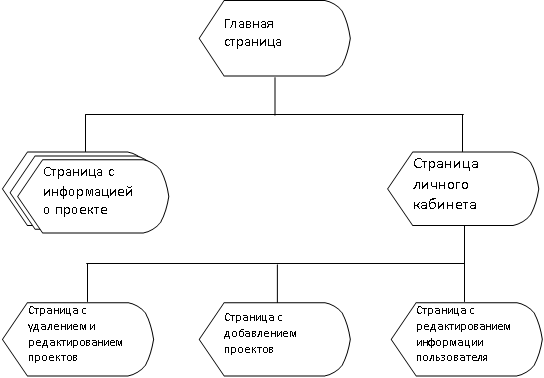 Главная
страница
Страница с
информацией
о проекте
Страница
личного
кабинета
Страница с
удалением и
редактированием
проектов
Страница с
добавлением
проектов
Страница с
редактированием
информации
пользователя